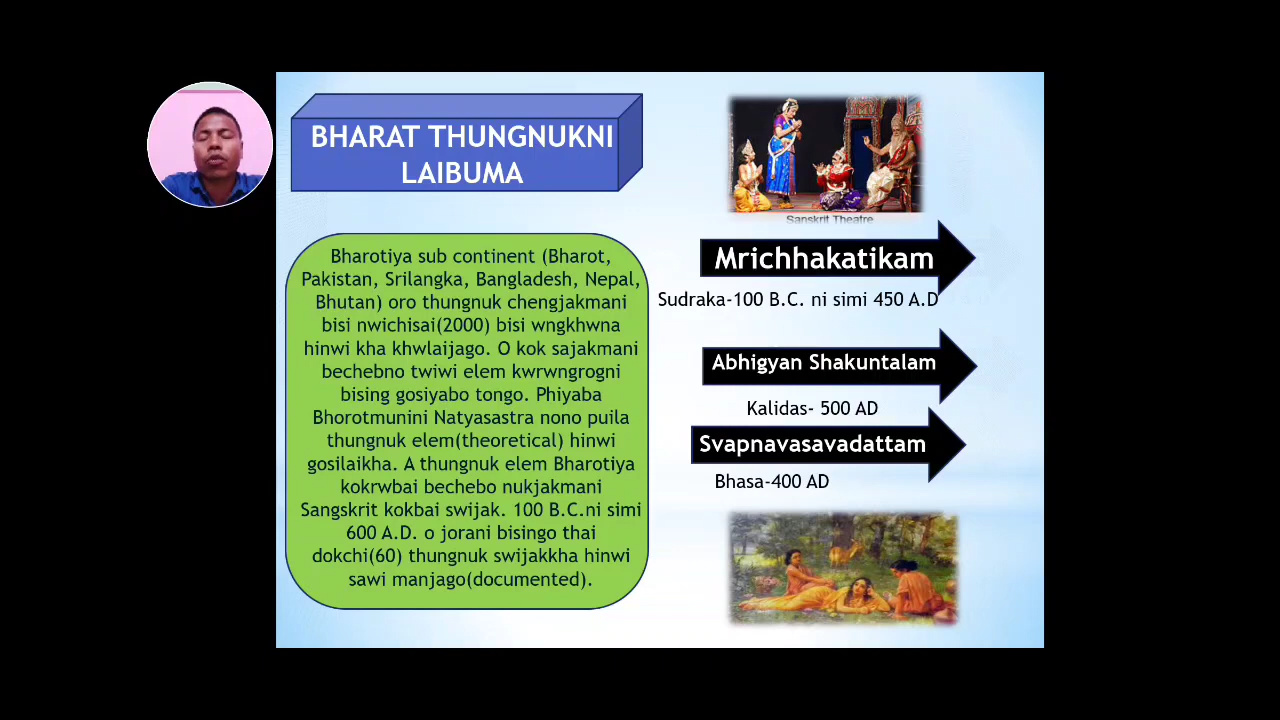 BHARAT THUNGNUKNI
LAIBUMA
Bharotiya sub continent (Bharot,
Pakistan, Srilangka, Bangladesh, Nepal,
Bhutan) oro thungnuk chengjakmani
bisi nwichisai(2000) bisi wngkhwna
hinwi kha khwlaijago. O kok sajakmani
bechebno twiwi elem kwrwngrogni
bising gosiyabo tongo. Phiyaba
Bhorotmunini Natyasastra nono puila
thungnuk elem(theoretical) hinwi
gosilaikha. A thungnuk elem Bharotiya
kokrwbai bechebo nukjakmani
Sangskrit kokbai swijak. 100 B.C.ni simi
600 A.D. o jorani bisingo thai
dokchi(60) thungnuk swijakkha hinwi
sawi manjago(documented).
Sanskrit Theatre
Mrichhakatikam
Sudraka-100 B.C. ni simi 450 A.D
Abhigyan Shakuntalam
Kalidas- 500 AD
Svapnavasavadattam
Bhasa-400 AD